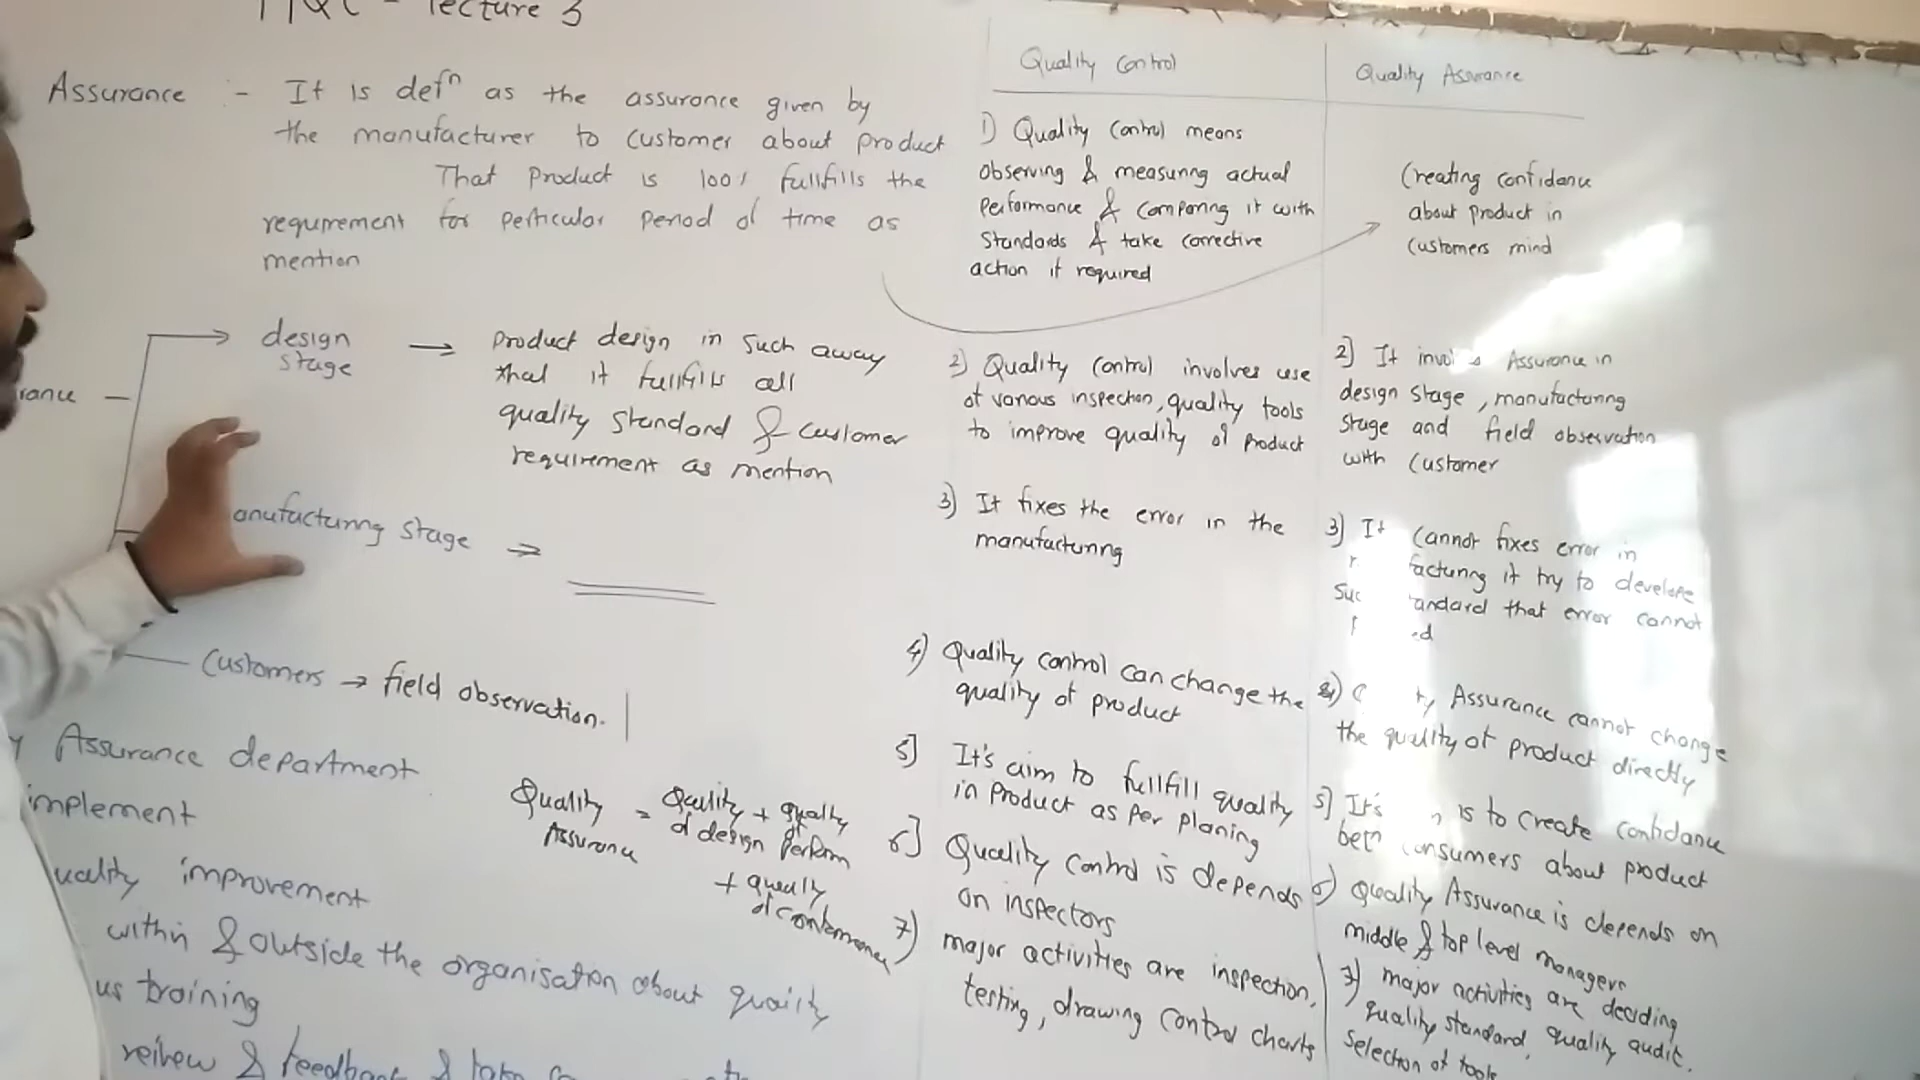 lecture 3
Assurance :- It is defn as the assurance given by
the manufacturer to customer about product
That product is 100% fullfills the
requirement for perticular period of time as
mention
design
stage → product design in such away
that it fullfills all
quality standard & customer
requirement as mention
anufacturing stage ⇒
Customers → field observation.
Assurance department
implement
uality improvement
within & outside the organisation about quality
us training
& feedback & take
Quality Assurance = Quality of design + quality of perform
+ quality of conformance
Quality Control
1) Quality Control means
observing & measuring actual
performance & comparing it with
standards & take corrective
action if required
2) Quality Control involves use
of various inspection, quality tools
to improve quality of product
3) It fixes the error in the
manufacturing
4) Quality control can change the
quality of product
5] It's aim to fullfill quality
in product as per planing
6] Quality Control is depends
on inspectors
7) major activities are inspection,
testing, drawing control charts
Quality Assurance
Creating confidance
about product in
customers mind
2] It Assurance in
design stage, manufacturing
stage and field observation
with customer
3) It Cannot fixes error in
facturing it try to develope
andard that error cannot
ed
4) Assurance cannot change
the quality of product directly
5] It's is to create confidance
consumers about product
6) Quality Assurance is depends on
middle & top level managers
7) major activities are deciding
quality standard, quality audit.
selection of tools